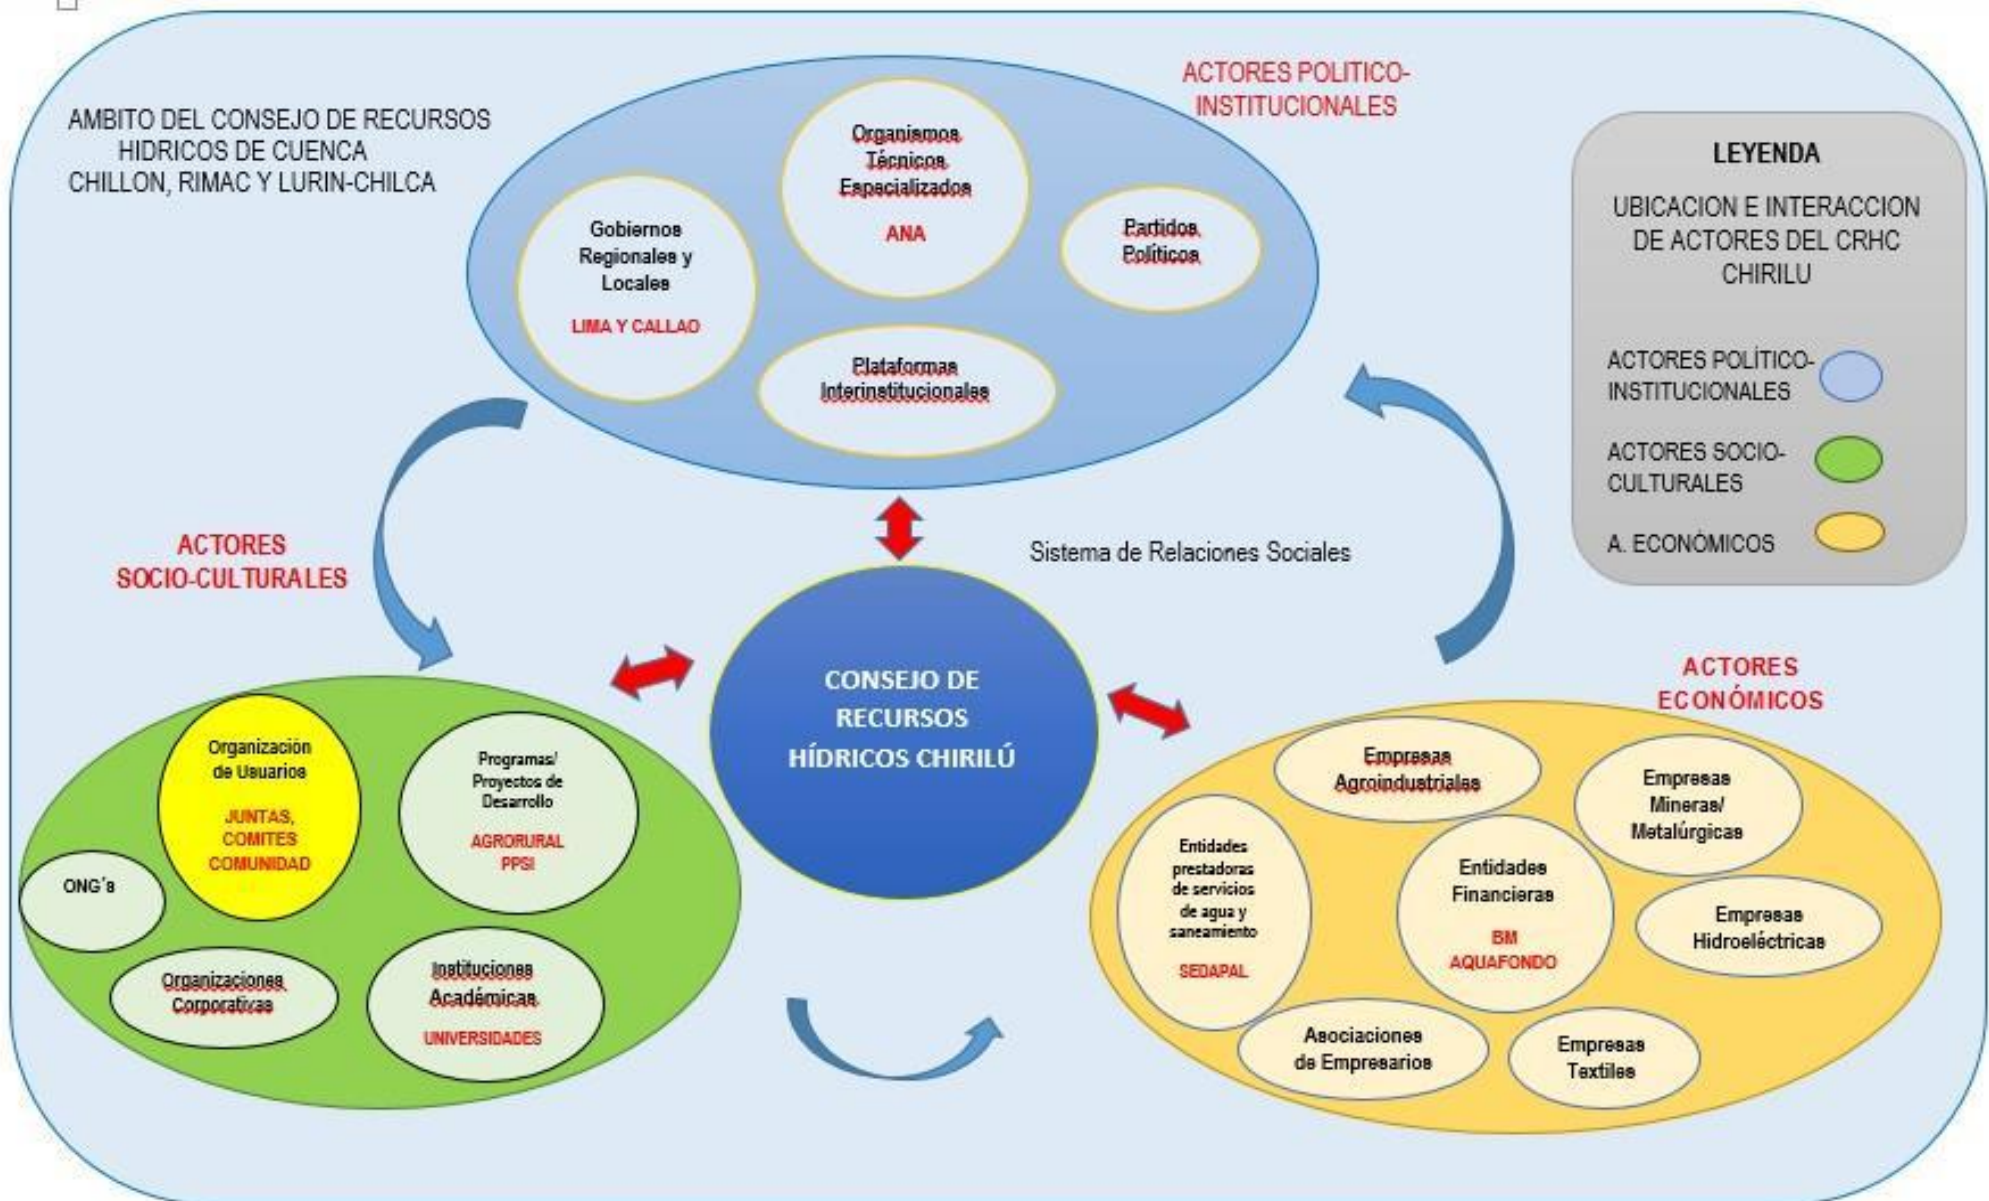 AMBITO DEL CONSEJO DE RECURSOS
HIDRICOS DE CUENCA
CHILLON, RIMAC Y LURIN-CHILCA
ACTORES POLITICO-
INSTITUCIONALES
Organismos
Técnicos
Especializados
ANA
Gobiernos
Regionales y
Locales
LIMA Y CALLAO
Partidos
Políticos
Plataformas
Interinstitucionales
LEYENDA
UBICACION E INTERACCION
DE ACTORES DEL CRHC
CHIRILU
ACTORES POLÍTICO-
INSTITUCIONALES
ACTORES SOCIO-
CULTURALES
A. ECONÓMICOS
ACTORES
SOCIO-CULTURALES
Sistema de Relaciones Sociales
CONSEJO DE
RECURSOS
HÍDRICOS CHIRILÚ
Organización
de Usuarios
JUNTAS,
COMITES
COMUNIDAD
Programas/
Proyectos de
Desarrollo
AGRORURAL
PPSI
ONG´s
Organizaciones
Corporativas
Instituciones
Académicas
UNIVERSIDADES
ACTORES
ECONÓMICOS
Empresas
Agroindustriales
Empresas
Mineras/
Metalúrgicas
Entidades
prestadoras
de servicios
de agua y
saneamiento
SEDAPAL
Entidades
Financieras
BM
AQUAFONDO
Empresas
Hidroeléctricas
Asociaciones
de Empresarios
Empresas
Textiles